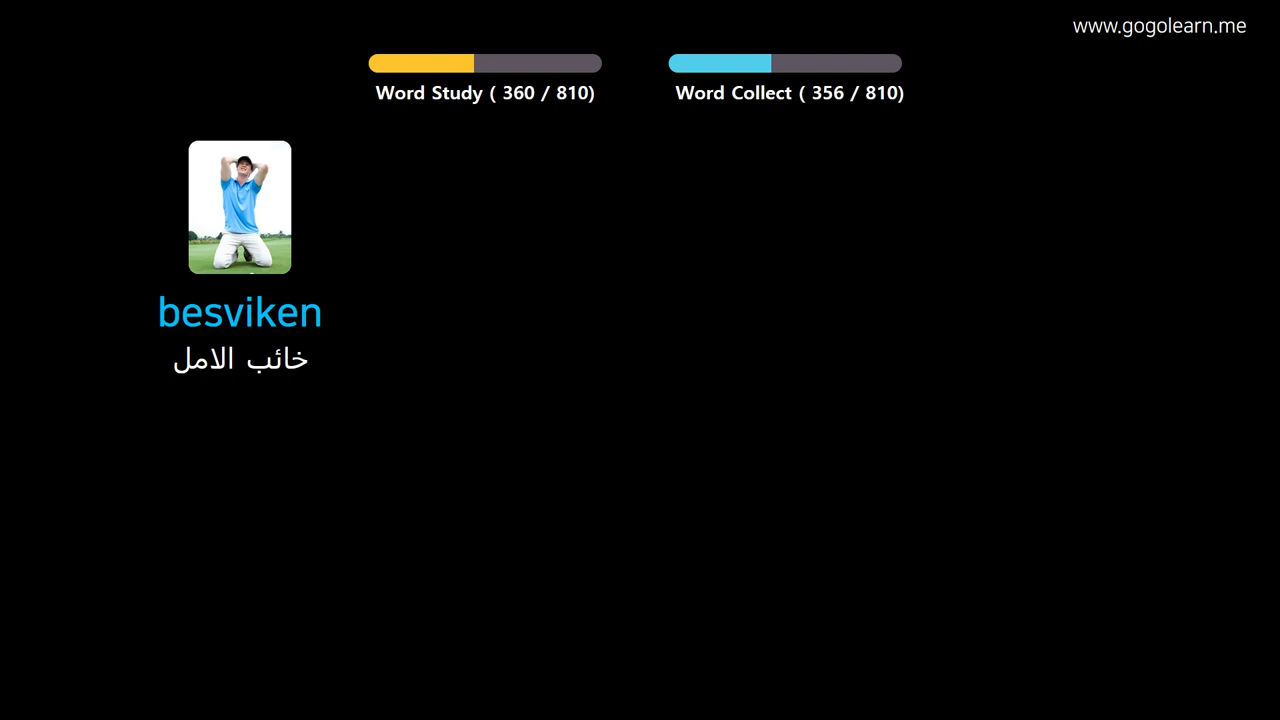 www.gogolearn.me
Word Study ( 360 / 810)
Word Collect ( 356 / 810)
besviken
خائب الامل